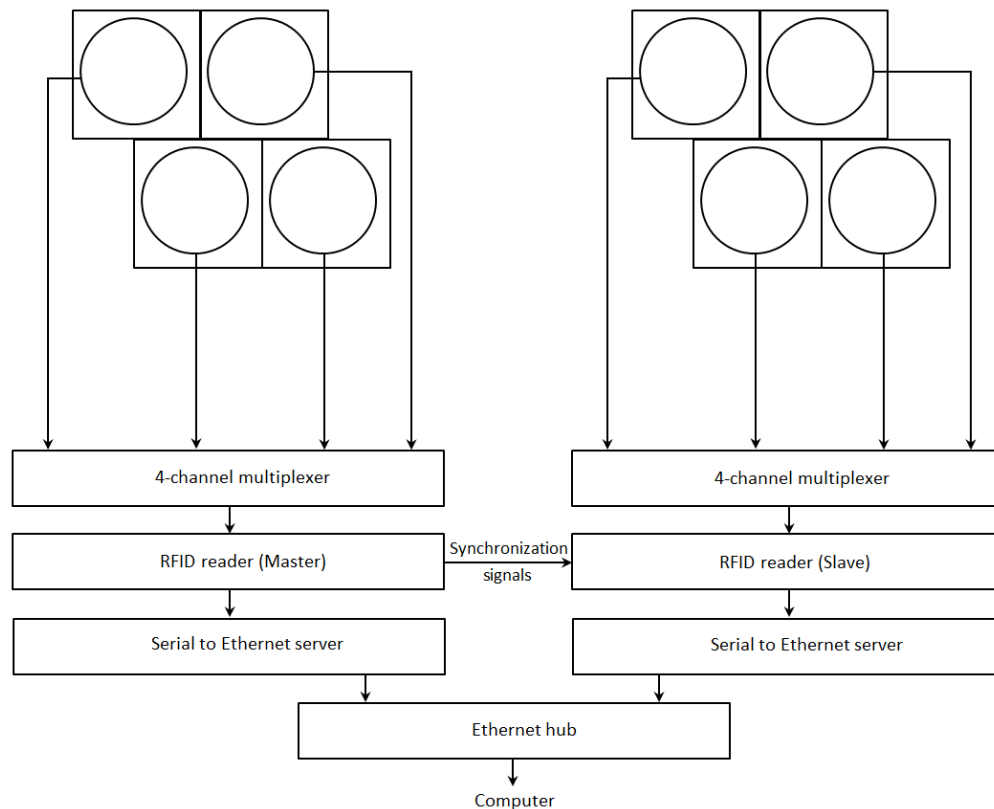 4-channel multiplexer
4-channel multiplexer
RFID reader (Master)
Synchronization
signals
RFID reader (Slave)
Serial to Ethernet server
Serial to Ethernet server
Ethernet hub
Computer